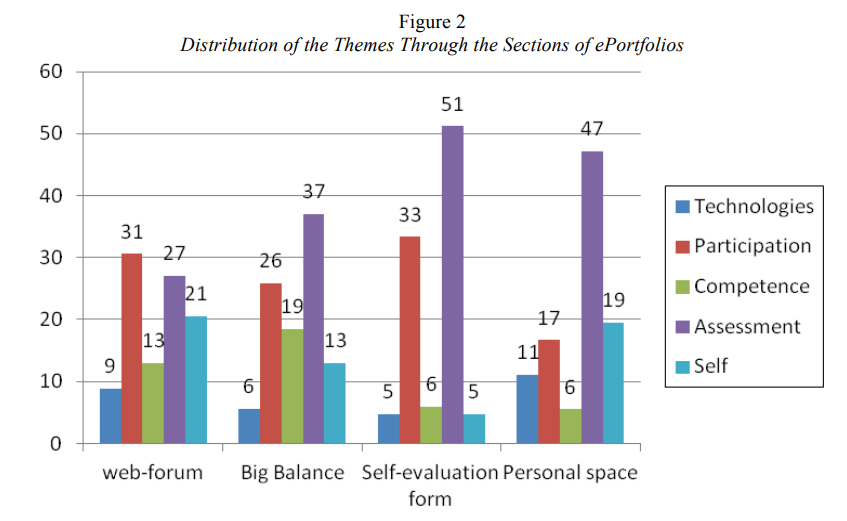 Figure 2
Distribution of the Themes Through the Sections of ePortfolios
60
50
40
30
20
10
0
9
31
13
27
21
6
26
19
37
13
5
33
6
51
5
11
17
6
47
19
web-forum
Big Balance
Self-evaluation
form
Personal space
Technologies
Participation
Competence
Assessment
Self